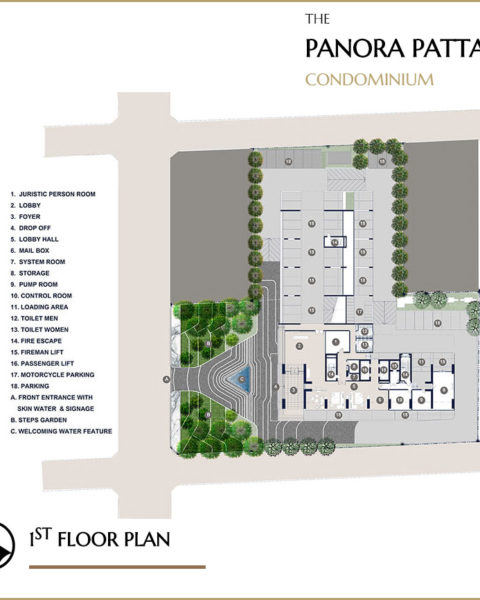 THE
PANORA PATTA
CONDOMINIUM
1. JURISTIC PERSON ROOM
2. LOBBY
3. FOYER
4. DROP OFF
5. LOBBY HALL
6. MAIL BOX
7. SYSTEM ROOM
8. STORAGE
9. PUMP ROOM
10. CONTROL ROOM
11. LOADING AREA
12. TOILET MEN
13. TOILET WOMEN
14. FIRE ESCAPE
15. FIREMAN LIFT
16. PASSENGER LIFT
17. MOTORCYCLE PARKING
18. PARKING
A. FRONT ENTRANCE WITH
SKIN WATER & SIGNAGE
B. STEPS GARDEN
C. WELCOMING WATER FEATURE
A
1ST FLOOR PLAN